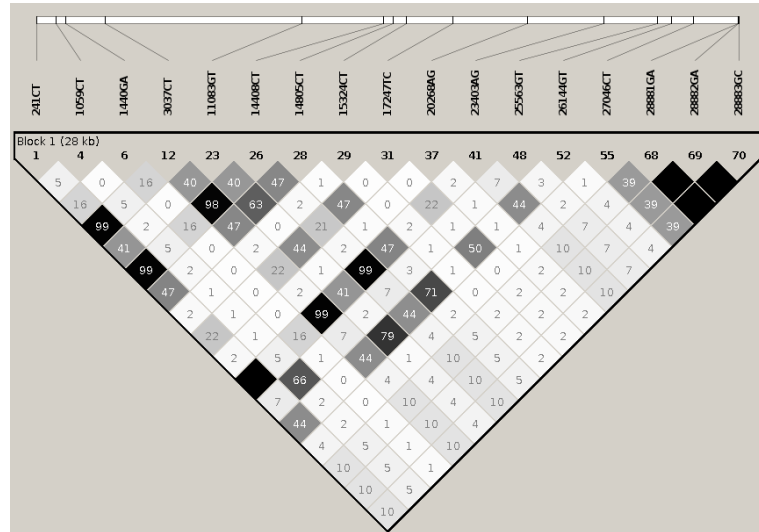 241CT
1059CT
1440GA
3037CT
11083GT
14408CT
14805CT
15324CT
17247TC
20268AG
23403AG
25563GT
26144GT
27046CT
28881GA
28882GA
28883GC
Block 1 (28 kb)
1 4 6 12 23 26 28 29 31 37 41 48 52 55 68 69 70
5 0 16 40 40 47 1 0 0 2 7 3 1 39
16 5 0 98 63 2 47 0 22 1 44 2 4 39
99 2 16 47 0 21 1 2 1 1 4 7 4 39
41 5 0 2 44 2 47 1 50 1 10 7 4
99 2 0 22 1 99 3 1 0 2 10 7
47 1 0 2 41 7 71 0 2 2 10
2 1 0 99 2 44 2 2 2 2
22 1 16 7 79 4 5 2 2
2 5 1 44 1 10 5 2
66 0 4 4 10 5
7 2 0 10 4 10
44 2 1 10 4
4 5 1 10
10 5 1
10 5
10